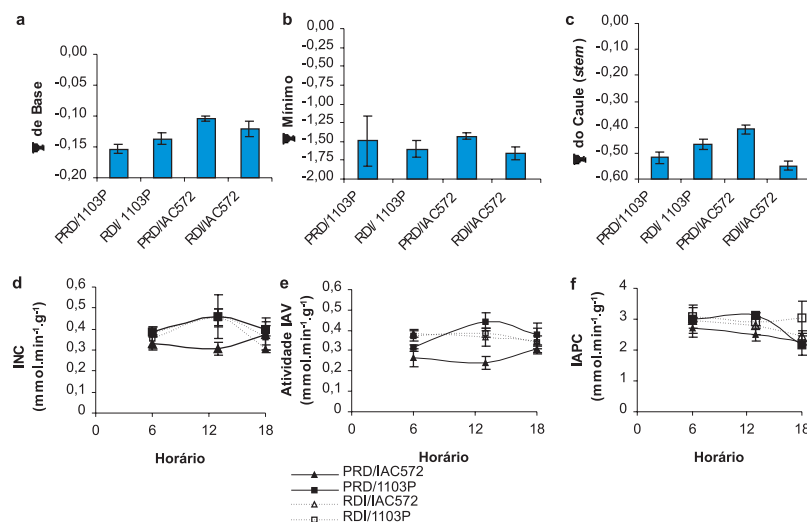 a
Ψ de Base
0,00
-0,05
-0,10
-0,15
-0,20
PRD/1103P
RDI/ 1103P
PRD/IAC572
RDI/IAC572
b
Ψ Mínimo
0,00
-0,25
-0,50
-0,75
-1,00
-1,25
-1,50
-1,75
-2,00
PRD/1103P
RDI/ 1103P
PRD/IAC572
RDI/IAC572
c
Ψ do Caule (stem)
0,00
-0,10
-0,20
-0,30
-0,40
-0,50
-0,60
PRD/1103P
RDI/ 1103P
PRD/IAC572
RDI/IAC572
d
INC
(mmol.min⁻¹.g⁻¹)
0,6
0,5
0,4
0,3
0,2
0,1
0
0 6 12 18
Horário
e
Atividade IAV
(mmol.min⁻¹.g⁻¹)
0,6
0,5
0,4
0,3
0,2
0,1
0
0 6 12 18
Horário
f
IAPC
(mmol.min⁻¹.g⁻¹)
4
3
2
1
0
0 6 12 18
Horário
PRD/IAC572
PRD/1103P
RDI/IAC572
RDI/1103P